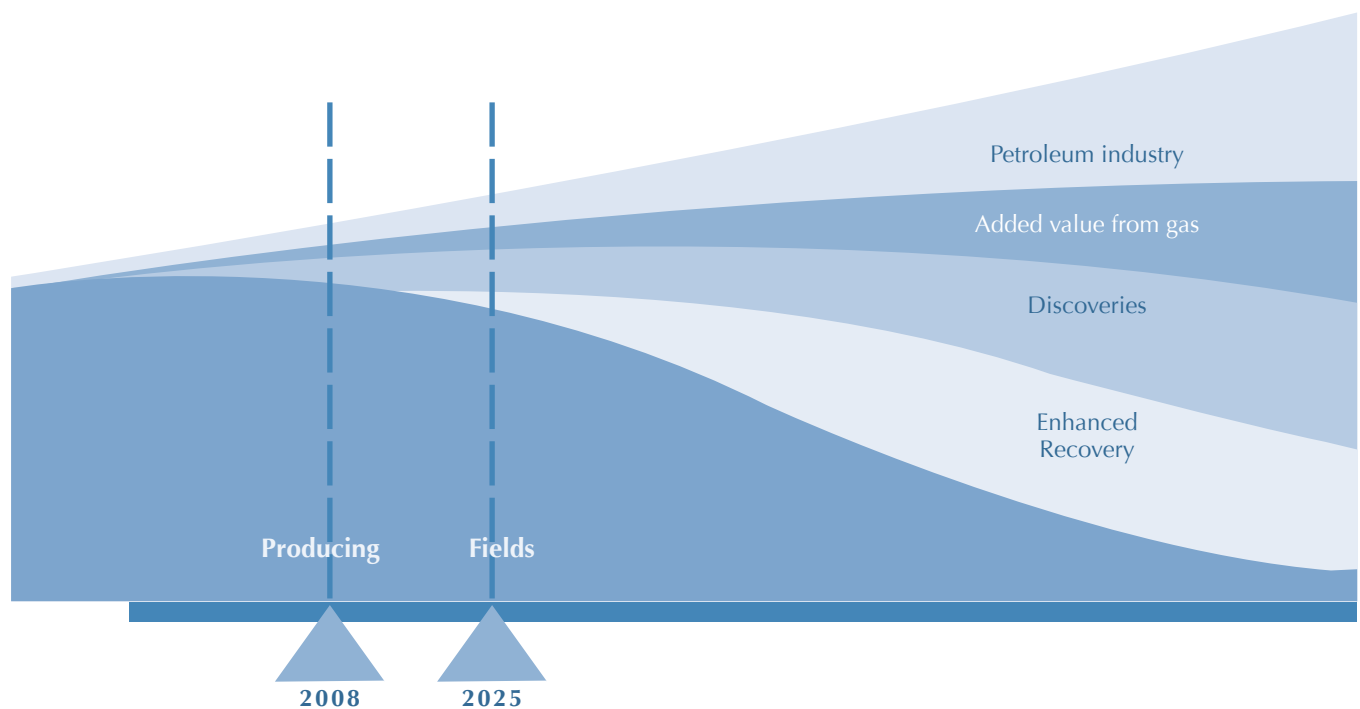 Petroleum industry
Added value from gas
Discoveries
Enhanced
Recovery
Producing Fields
2008 2025